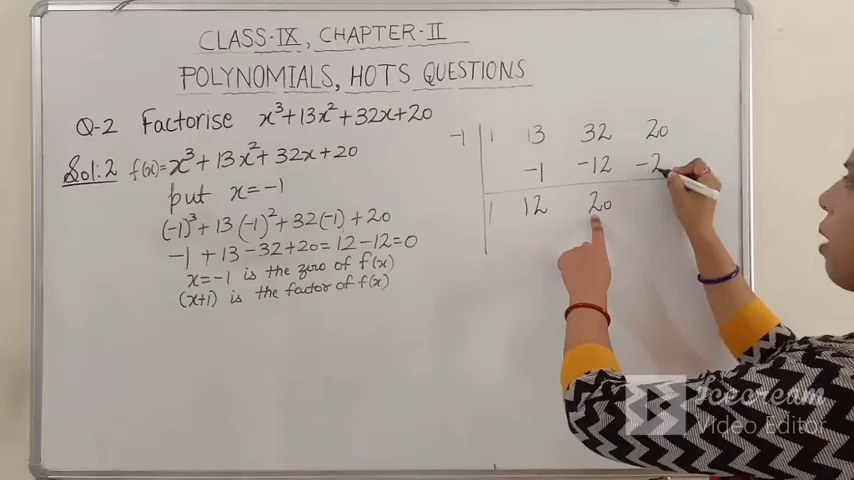 CLASS-IX, CHAPTER-II
POLYNOMIALS, HOTS QUESTIONS
Q-2 Factorise x³+13x²+32x+20
Sol:2 f(x)=x³+13x²+32x+20
put x=-1
(-1)³+13(-1)²+32(-1)+20
-1+13-32+20=12-12=0
x=-1 is the zero of f(x)
(x+1) is the factor of f(x)
-1 1 13 32 20
-1 -12 -2
1 12 20
Icecream
Video Editor